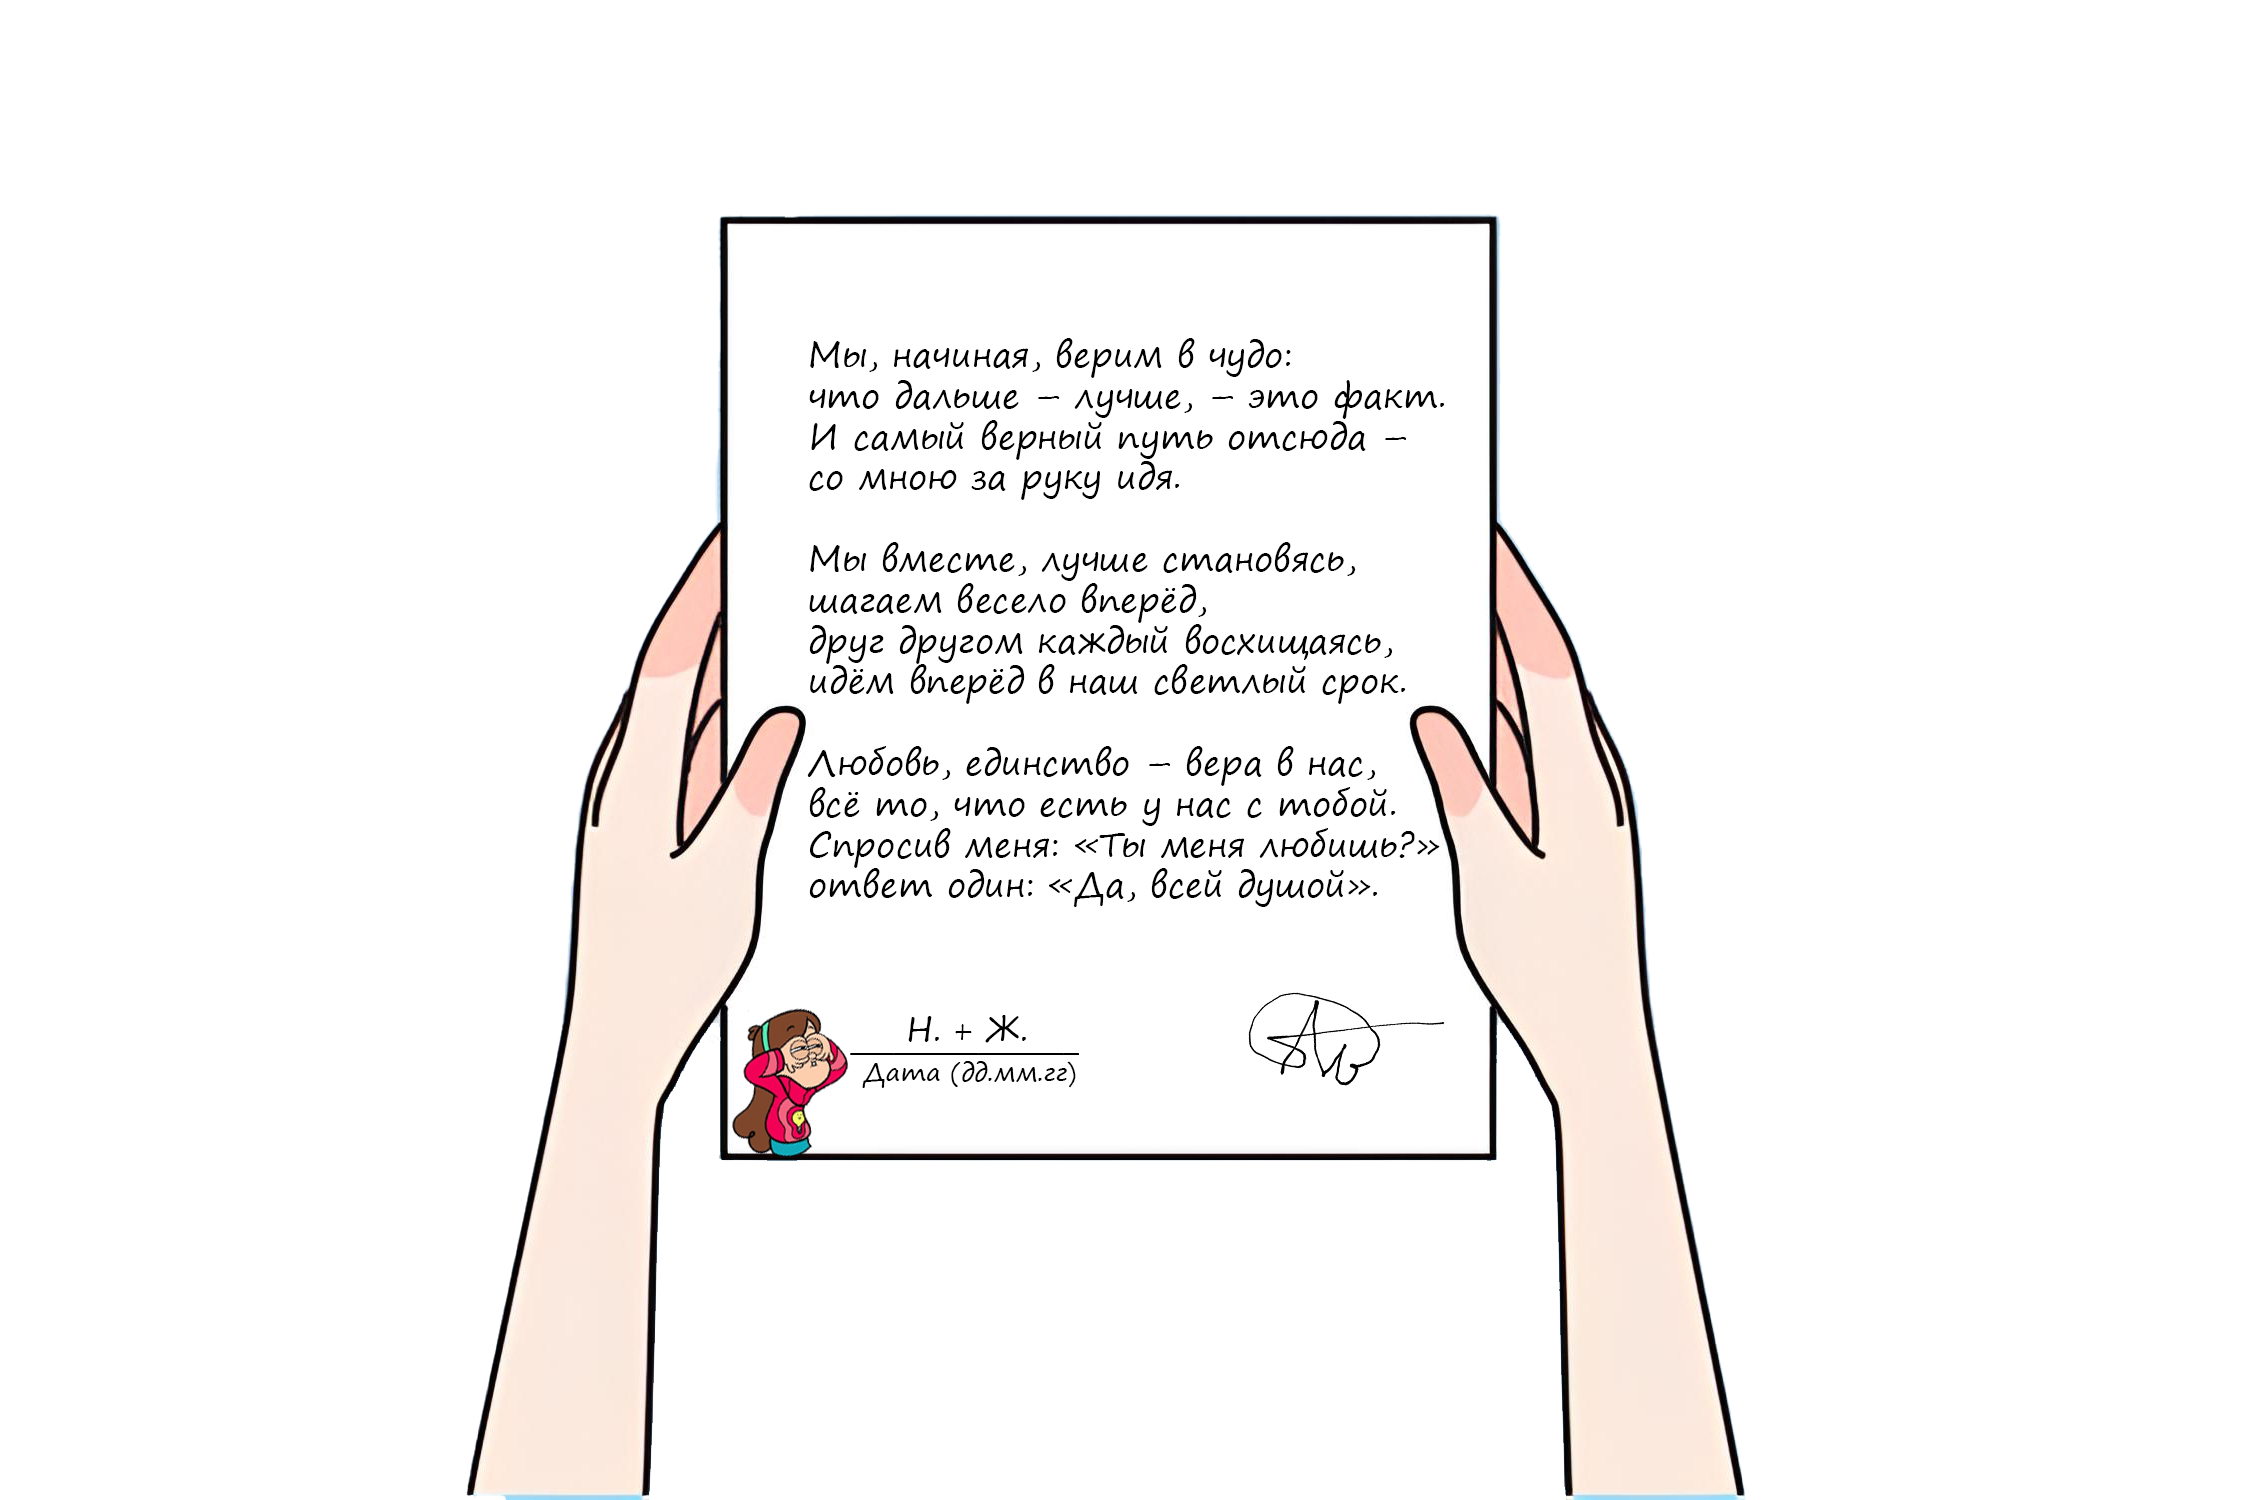 Мы, начиная, верим в чудо:
что дальше – лучше, – это факт.
И самый верный путь отсюда –
со мною за руку идя.
Мы вместе, лучше становясь,
шагаем весело вперёд,
друг другом каждый восхищаясь,
идём вперёд в наш светлый срок.
Любовь, единство – вера в нас,
всё то, что есть у нас с тобой.
Спросив меня: «Ты меня любишь?»
ответ один: «Да, всей душой».
Н. + Ж.
Дата (дд.мм.гг)